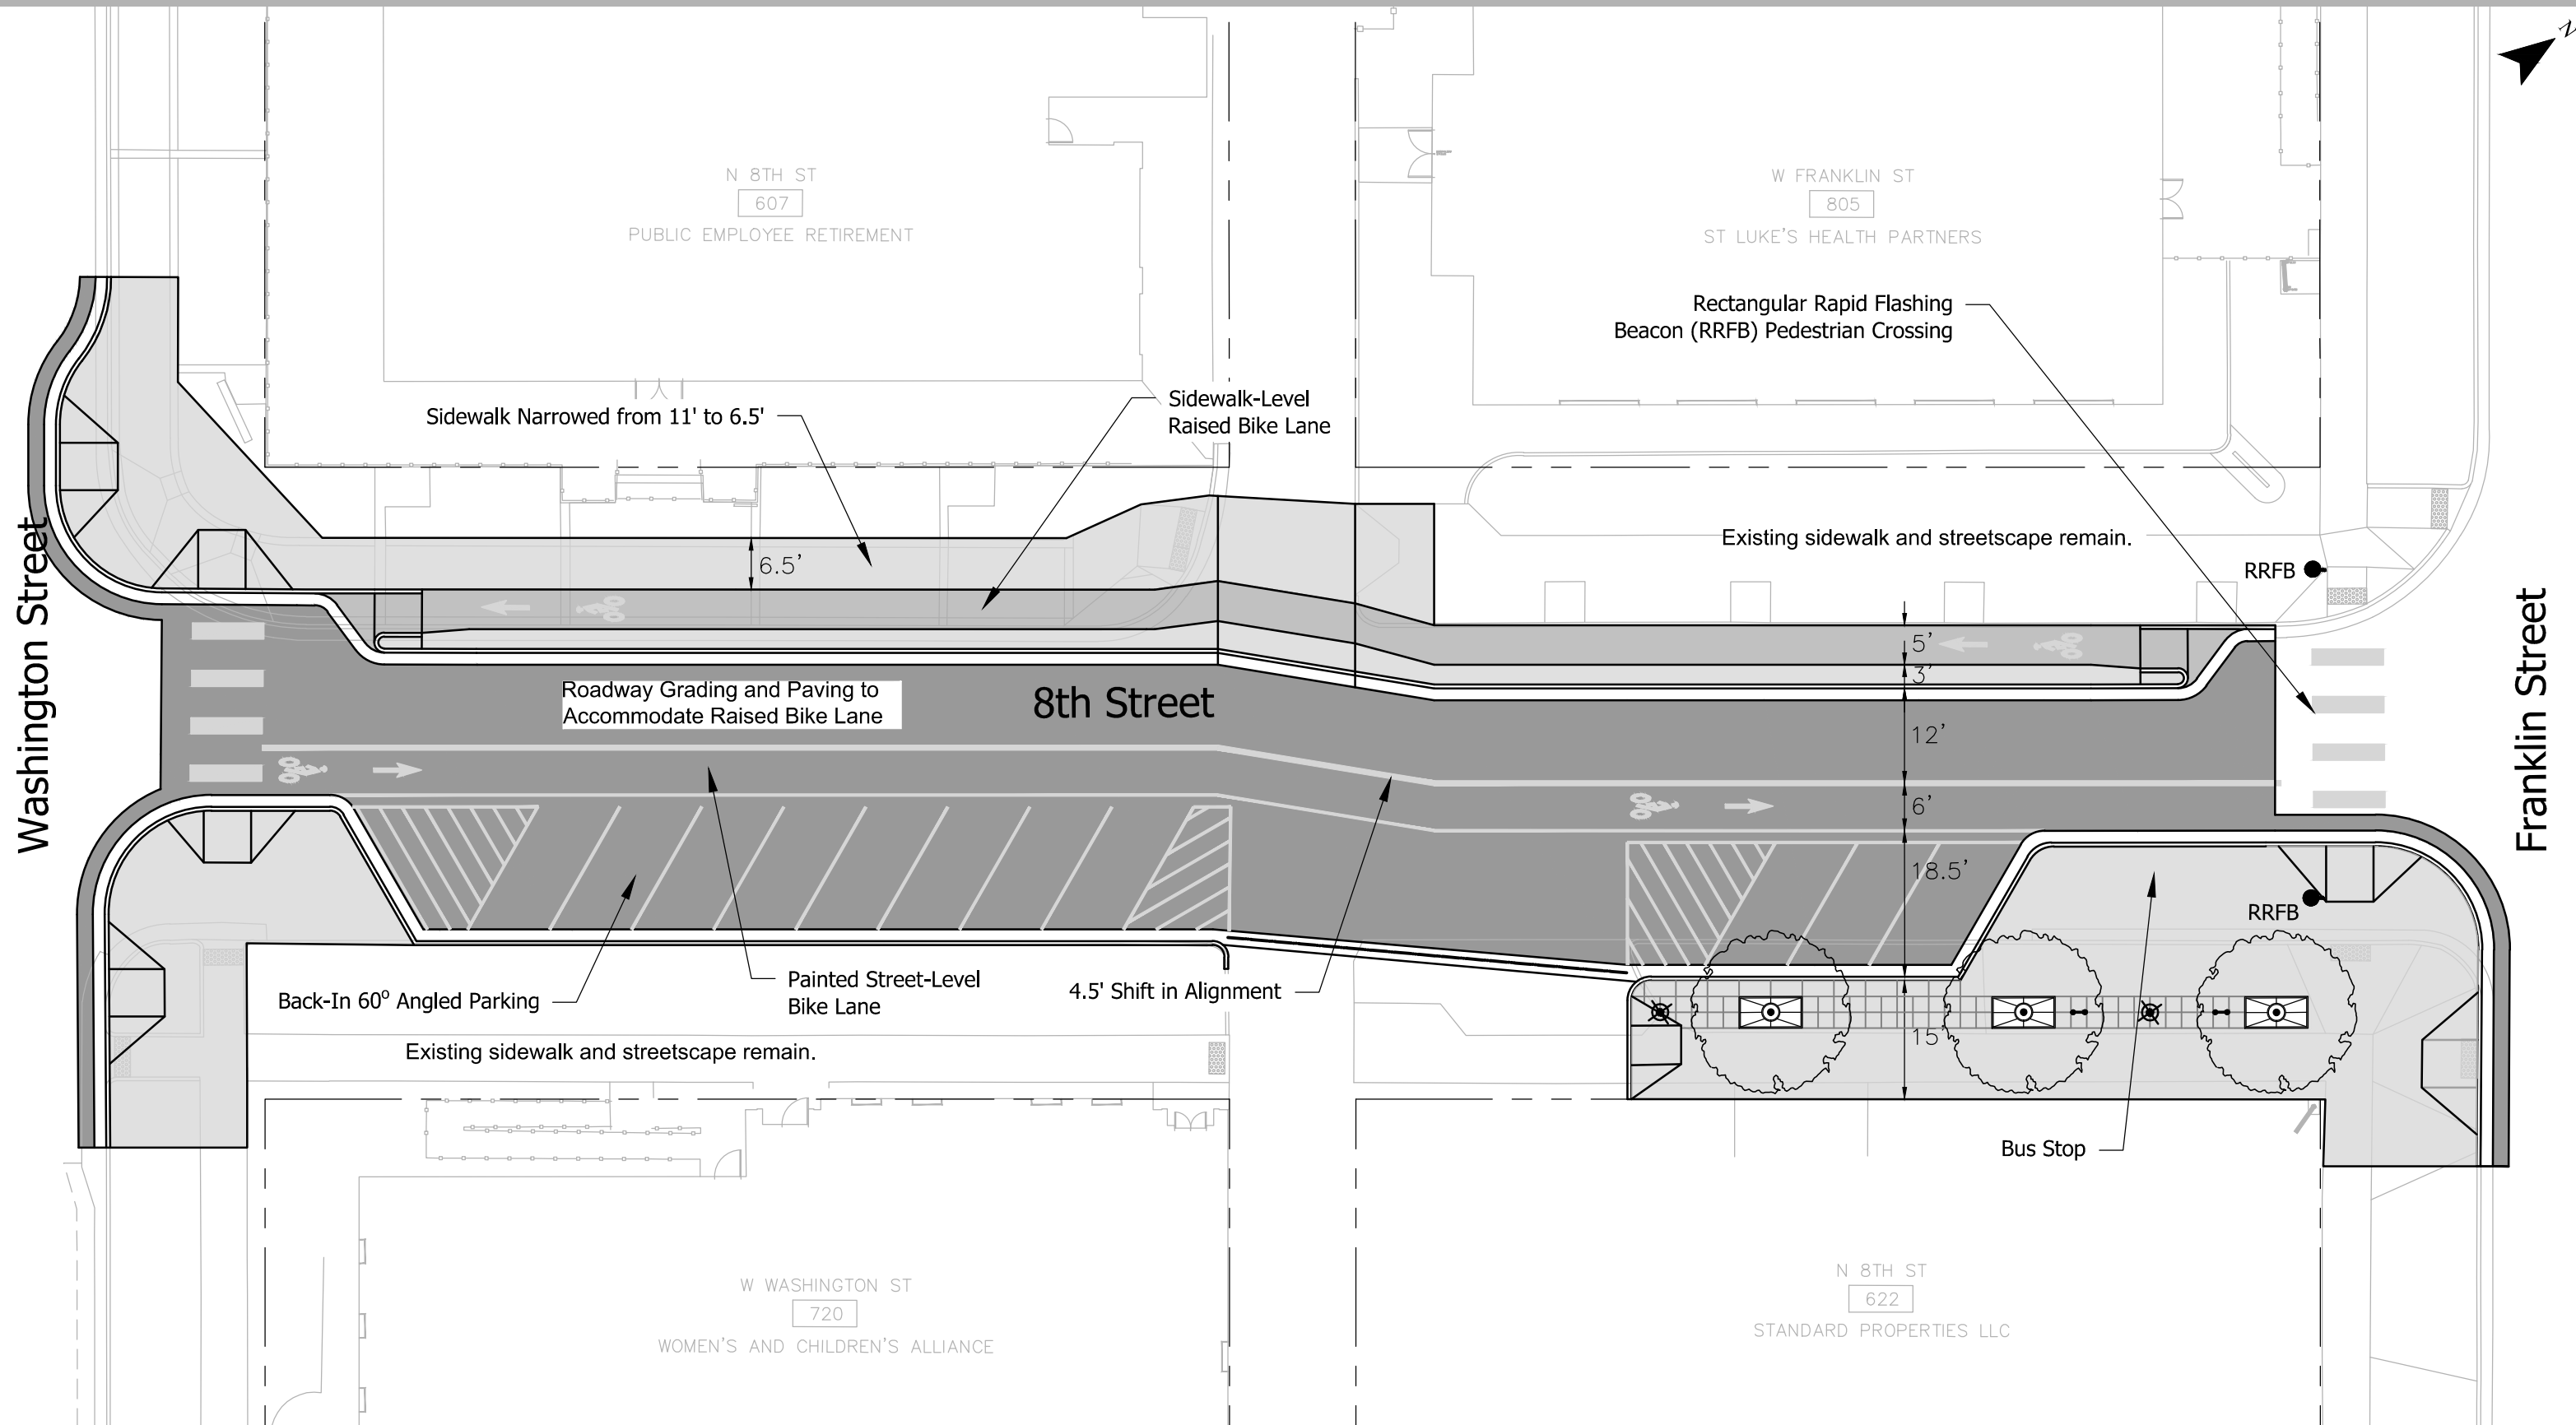 N
N 8TH ST
607
PUBLIC EMPLOYEE RETIREMENT
W FRANKLIN ST
805
ST LUKE'S HEALTH PARTNERS
Rectangular Rapid Flashing
Beacon (RRFB) Pedestrian Crossing
Sidewalk Narrowed from 11' to 6.5'
Sidewalk-Level
Raised Bike Lane
Existing sidewalk and streetscape remain.
6.5'
RRFB
Washington Street
Franklin Street
5'
3'
Roadway Grading and Paving to
Accommodate Raised Bike Lane
8th Street
12'
6'
18.5'
RRFB
Back-In 60° Angled Parking
Painted Street-Level
Bike Lane
4.5' Shift in Alignment
15'
Existing sidewalk and streetscape remain.
Bus Stop
W WASHINGTON ST
720
WOMEN'S AND CHILDREN'S ALLIANCE
N 8TH ST
622
STANDARD PROPERTIES LLC